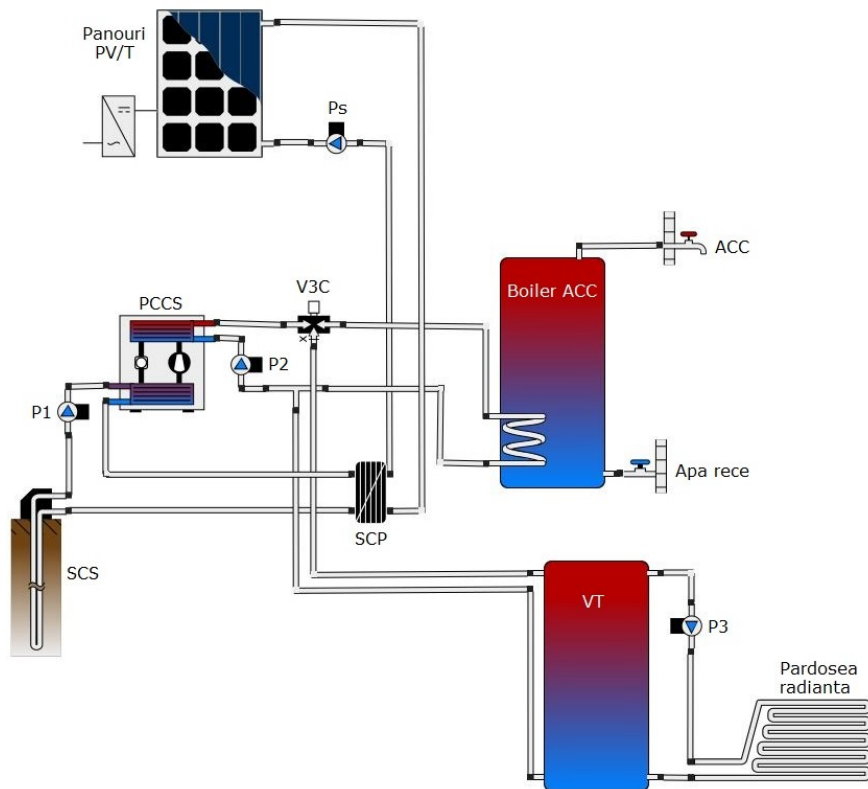 Panouri
PV/T
Ps
ACC
Boiler ACC
V3C
PCCS
P2
P1
Apa rece
SCP
SCS
VT
P3
Pardosea
radianta